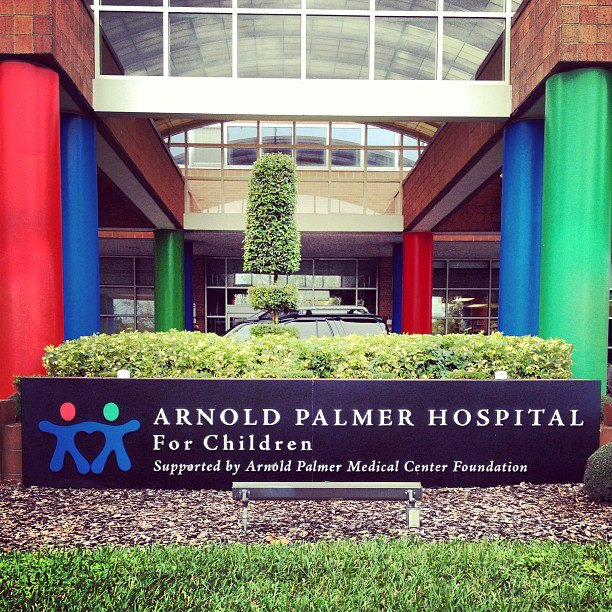 ARNOLD PALMER HOSPITAL
For Children
Supported by Arnold Palmer Medical Center Foundation